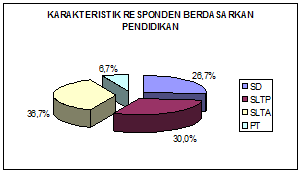 KARAKTERISTIK RESPONDEN BERDASARKAN
PENDIDIKAN
6,7%
26,7%
36,7%
30,0%
SD
SLTP
SLTA
PT